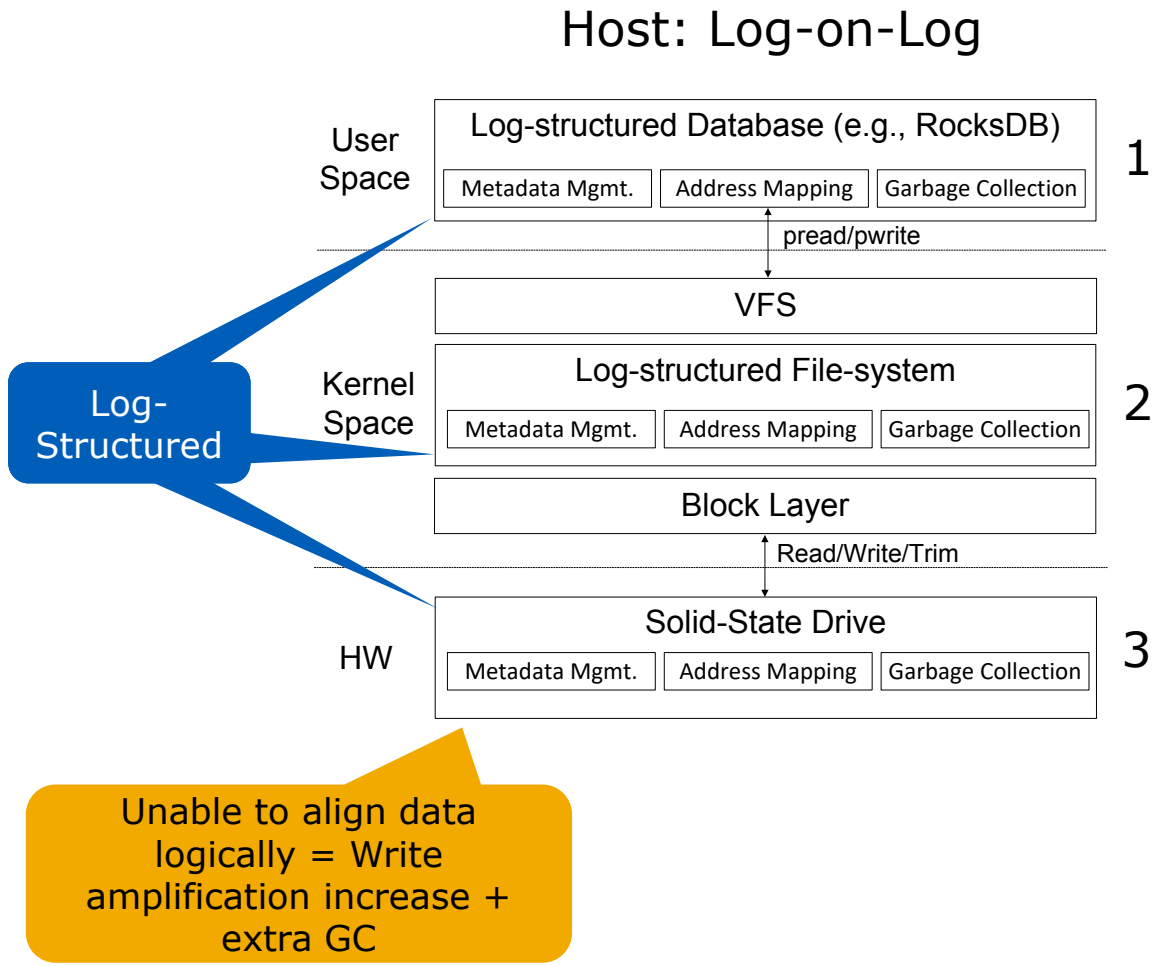 Host: Log-on-Log
User
Space
Log-structured Database (e.g., RocksDB)
Metadata Mgmt.
Address Mapping
Garbage Collection
1
pread/pwrite
VFS
Log-
Structured
Kernel
Space
Log-structured File-system
Metadata Mgmt.
Address Mapping
Garbage Collection
2
Block Layer
Read/Write/Trim
HW
Solid-State Drive
Metadata Mgmt.
Address Mapping
Garbage Collection
3
Unable to align data
logically = Write
amplification increase +
extra GC